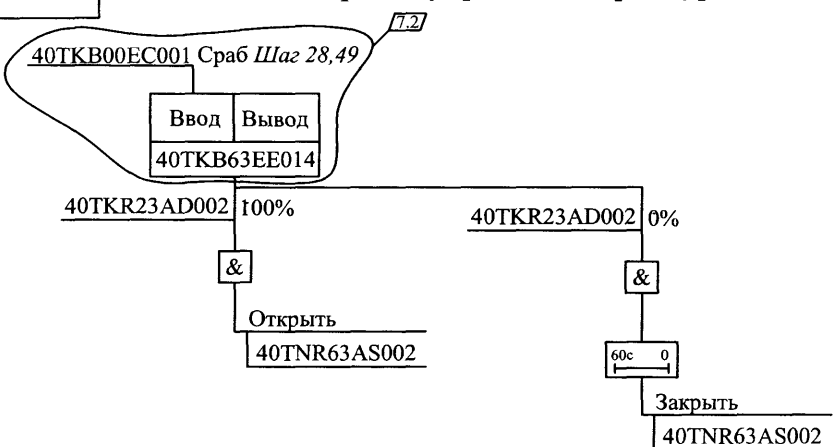 7.2
40TKB00EC001 Сраб Шаг 28,49
Ввод Вывод
40TKB63EE014
40TKR23AD002 100%
40TKR23AD002 0%
&
&
Открыть
40TNR63AS002
60с 0
Закрыть
40TNR63AS002